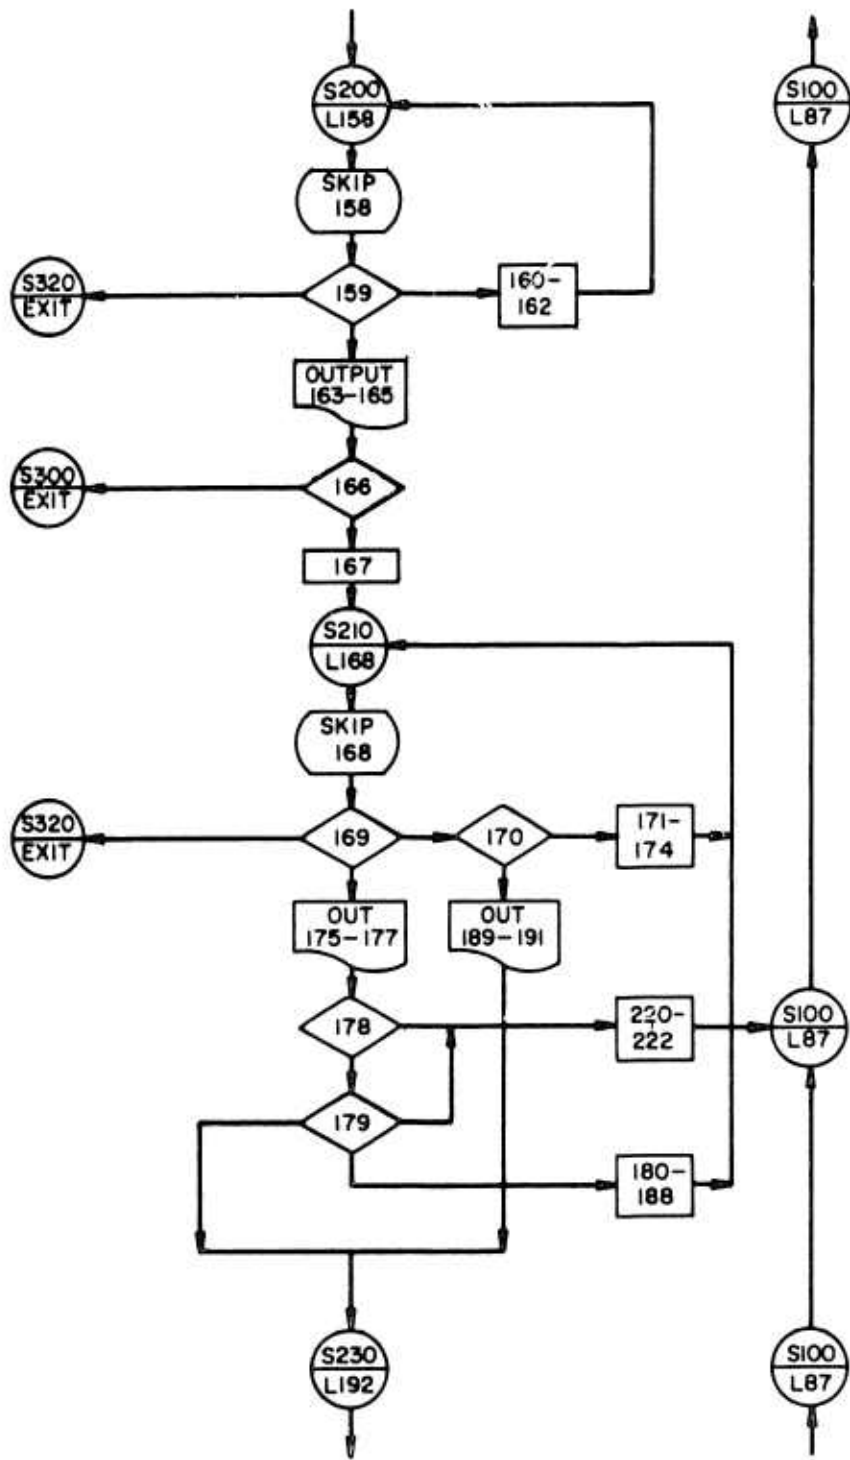 S200
L158
S100
L87
SKIP
158
S320
EXIT
159
160-
162
OUTPUT
163-165
S300
EXIT
166
167
S210
L168
SKIP
168
S320
EXIT
169
170
171-
174
OUT
175-177
OUT
189-191
178
220-
222
S100
L87
179
180-
188
S230
L192
S100
L87